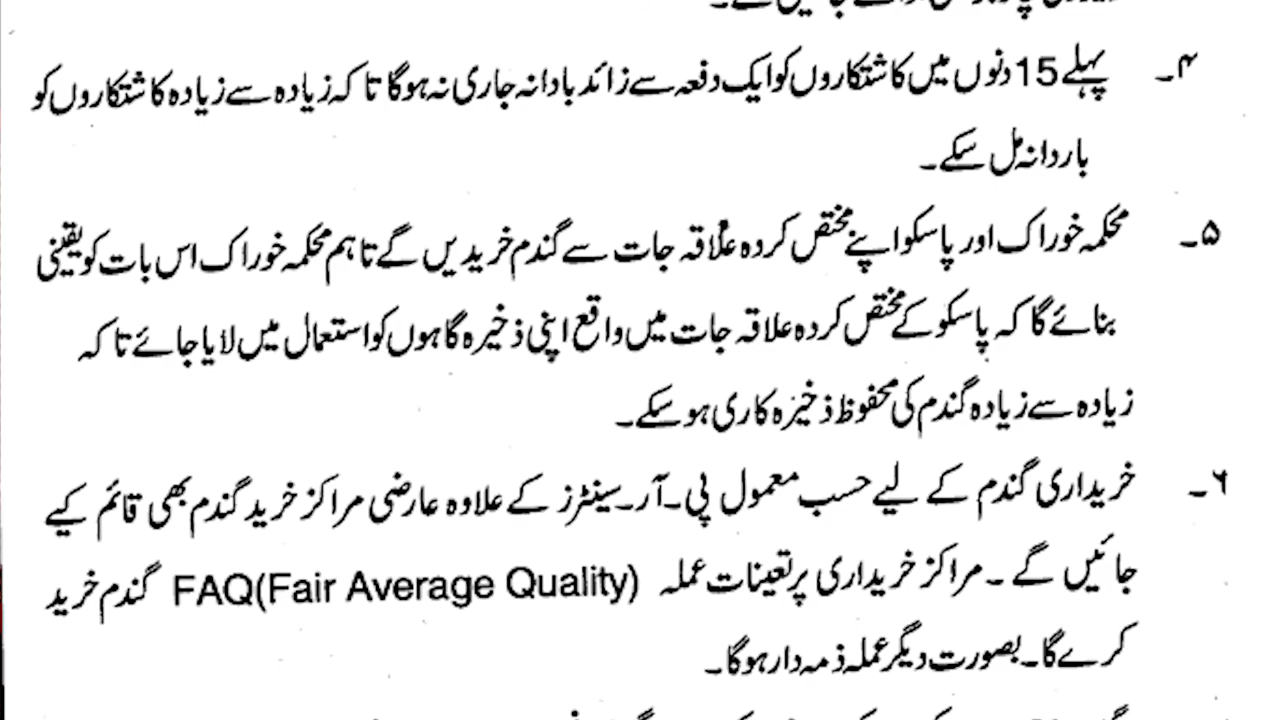 ۴۔ پہلے 15 دنوں میں کاشتکاروں کو ایک دفعہ سے زائد بادانہ جاری نہ ہوگا تا کہ زیادہ سے زیادہ کاشتکاروں کو
باردانہ مل سکے۔
۵۔ محکمہ خوراک اور پاسکو اپنے مختص کردہ علاقہ جات سے گندم خریدیں گے تاہم محکمہ خوراک اس بات کو یقینی
بنائے گا کہ پاسکو کے مختص کردہ علاقہ جات میں واقع اپنی ذخیرہ گاہوں کو استعمال میں لایا جائے تا کہ
زیادہ سے زیادہ گندم کی محفوظ ذخیرہ کاری ہو سکے۔
۶۔ خریداری گندم کے لیے حسب معمول پی۔آر۔سینٹرز کے علاوہ عارضی مراکز خرید گندم بھی قائم کیے
جائیں گے۔ مراکز خریداری پر تعینات عملہ FAQ(Fair Average Quality) گندم خرید
کرے گا۔ بصورت دیگر عملہ ذمہ دار ہوگا۔